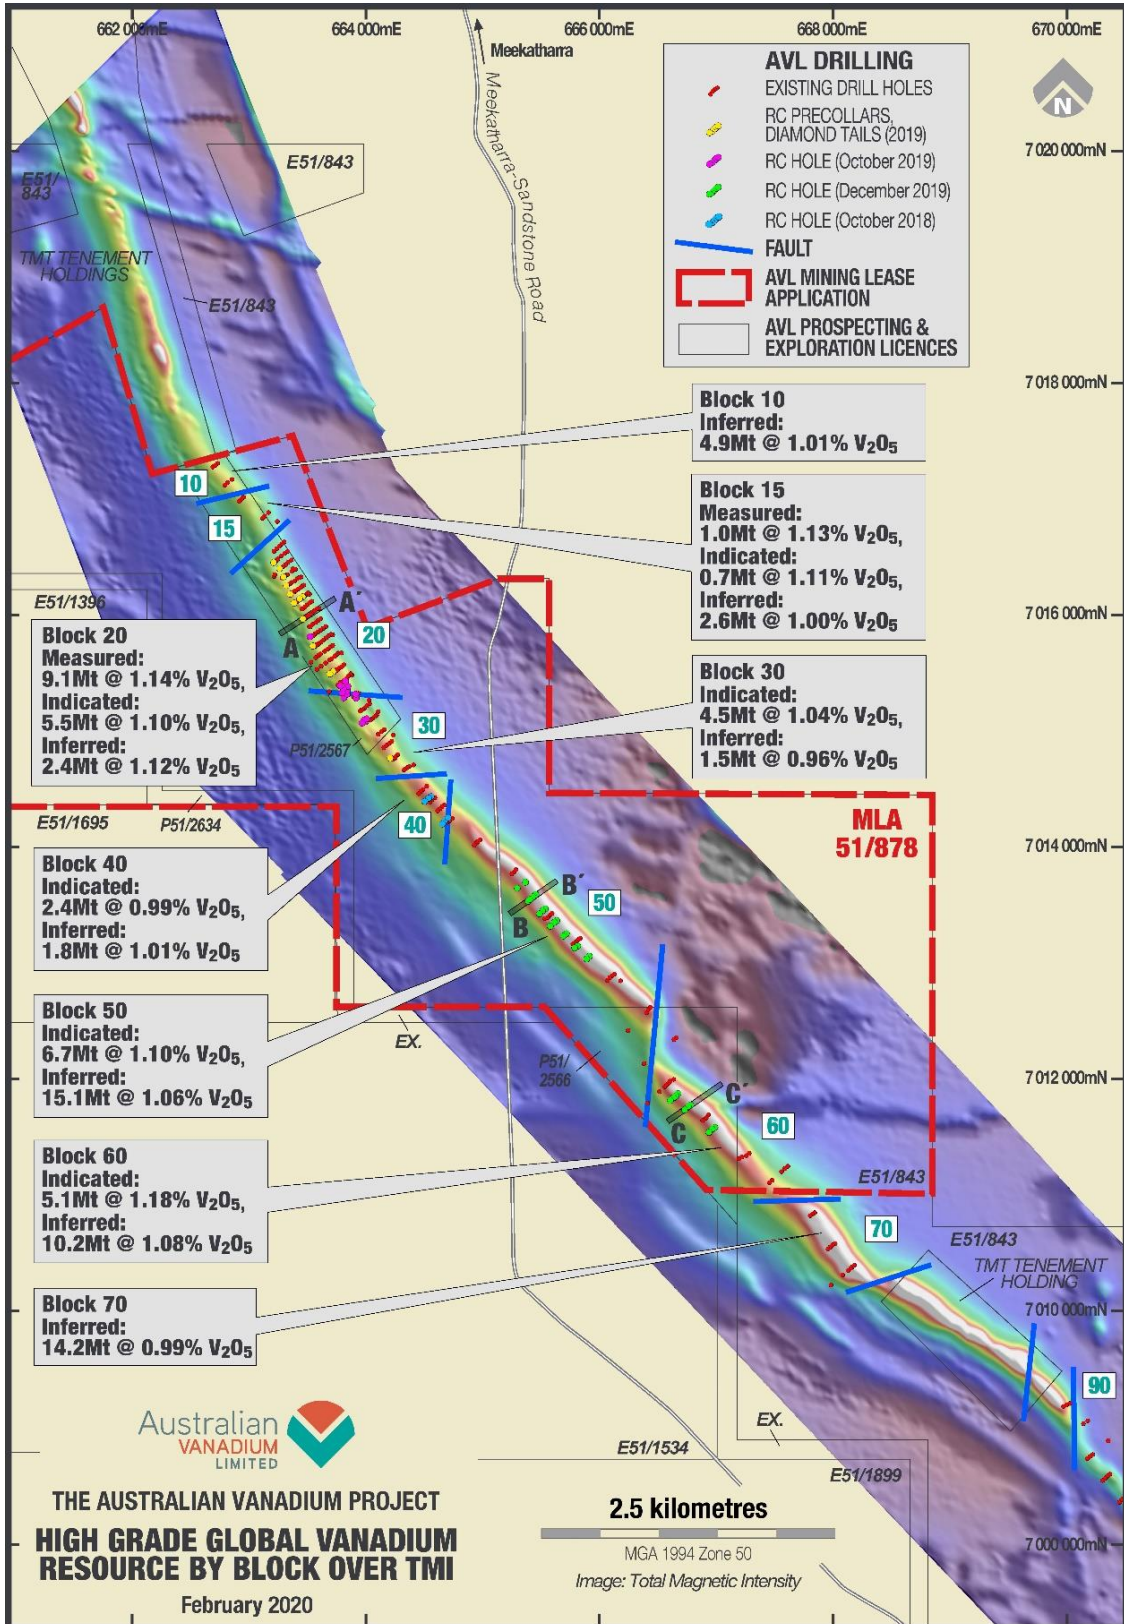 662 000mE
664 000mE
666 000mE
668 000mE
670 000mE
Meekatharra
Meekatharra-Sandstone Road
AVL DRILLING
EXISTING DRILL HOLES
RC PRECOLLARS,
DIAMOND TAILS (2019)
RC HOLE (October 2019)
RC HOLE (December 2019)
RC HOLE (October 2018)
FAULT
AVL MINING LEASE
APPLICATION
AVL PROSPECTING &
EXPLORATION LICENCES
N
7 020 000mN
E51/843
E51/
843
TMT TENEMENT
HOLDINGS
E51/843
7 018 000mN
Block 10
Inferred:
4.9Mt @ 1.01% V₂O₅
10
15
Block 15
Measured:
1.0Mt @ 1.13% V₂O₅,
Indicated:
0.7Mt @ 1.11% V₂O₅,
Inferred:
2.6Mt @ 1.00% V₂O₅
7 016 000mN
E51/1396
A´
A
20
Block 20
Measured:
9.1Mt @ 1.14% V₂O₅,
Indicated:
5.5Mt @ 1.10% V₂O₅,
Inferred:
2.4Mt @ 1.12% V₂O₅
Block 30
Indicated:
4.5Mt @ 1.04% V₂O₅,
Inferred:
1.5Mt @ 0.96% V₂O₅
30
P51/2567
E51/1695
P51/2634
40
MLA
51/878
7 014 000mN
Block 40
Indicated:
2.4Mt @ 0.99% V₂O₅,
Inferred:
1.8Mt @ 1.01% V₂O₅
B´
B
50
Block 50
Indicated:
6.7Mt @ 1.10% V₂O₅,
Inferred:
15.1Mt @ 1.06% V₂O₅
EX.
P51/
2566
7 012 000mN
C´
C
60
Block 60
Indicated:
5.1Mt @ 1.18% V₂O₅,
Inferred:
10.2Mt @ 1.08% V₂O₅
E51/843
70
E51/843
TMT TENEMENT
HOLDING
Block 70
Inferred:
14.2Mt @ 0.99% V₂O₅
7 010 000mN
90
EX.
E51/1534
E51/1899
Australian
VANADIUM
LIMITED
THE AUSTRALIAN VANADIUM PROJECT
HIGH GRADE GLOBAL VANADIUM
RESOURCE BY BLOCK OVER TMI
February 2020
2.5 kilometres
MGA 1994 Zone 50
Image: Total Magnetic Intensity
7 000 000mN